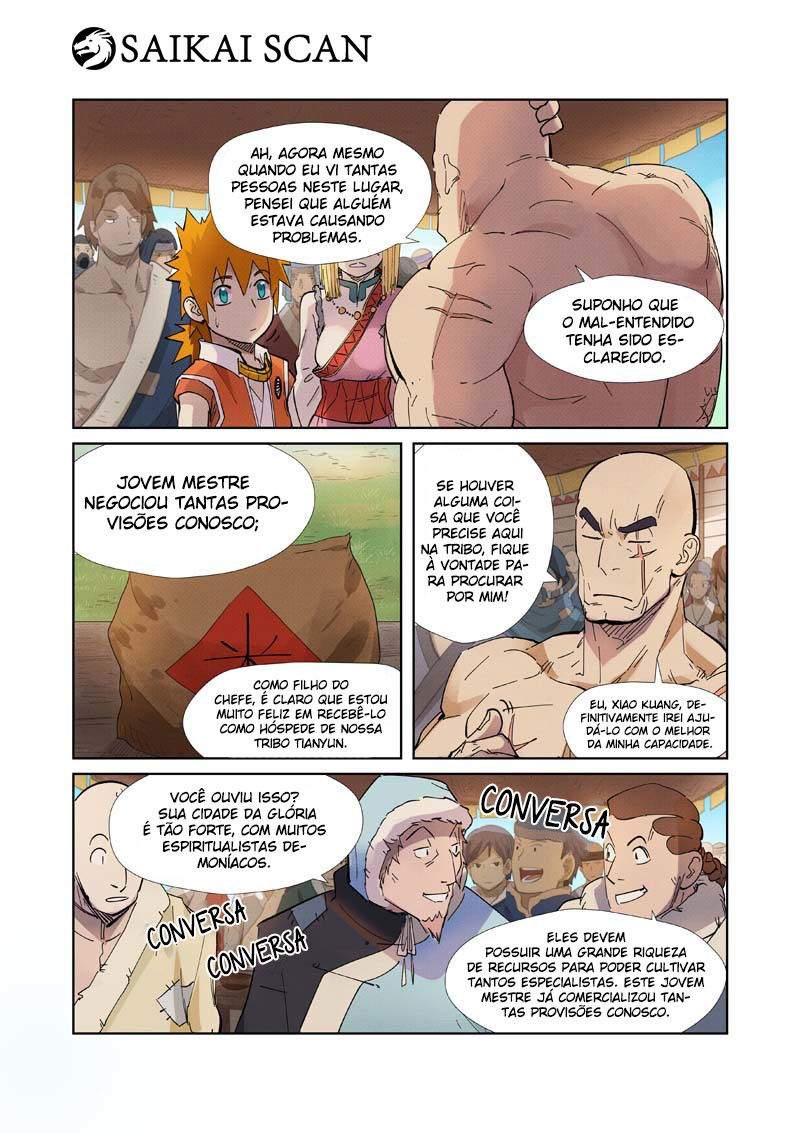 SAIKAI SCAN
AH, AGORA MESMO
QUANDO EU VI TANTAS
PESSOAS NESTE LUGAR,
PENSEI QUE ALGUÉM
ESTAVA CAUSANDO
PROBLEMAS.
SUPONHO QUE
O MAL-ENTENDIDO
TENHA SIDO ES-
CLARECIDO.
JOVEM MESTRE
NEGOCIOU TANTAS PRO-
VISÕES CONOSCO;
COMO FILHO DO
CHEFE, É CLARO QUE ESTOU
MUITO FELIZ EM RECEBÊ-LO
COMO HÓSPEDE DE NOSSA
TRIBO TIANYUN.
SE HOUVER
ALGUMA COI-
SA QUE VOCÊ
PRECISE AQUI
NA TRIBO, FIQUE
À VONTADE PA-
RA PROCURAR
POR MIM!
EU, XIAO KUANG, DE-
FINITIVAMENTE IREI AJU-
DÁ-LO COM O MELHOR
DA MINHA CAPACIDADE.
VOCÊ OUVIU ISSO?
SUA CIDADE DA GLÓRIA
É TÃO FORTE, COM MUITOS
ESPIRITUALISTAS DE-
MONÍACOS.
CONVERSA
CONVERSA
CONVERSA
ELES DEVEM
POSSUIR UMA GRANDE RIQUEZA
DE RECURSOS PARA PODER CULTIVAR
TANTOS ESPECIALISTAS. ESTE JOVEM
MESTRE JÁ COMERCIALIZOU TAN-
TAS PROVISÕES CONOSCO.